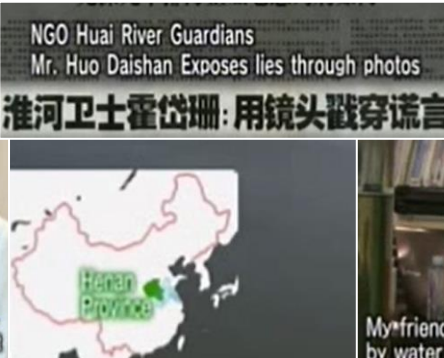 NGO Huai River Guardians
Mr. Huo Daishan Exposes lies through photos
淮河卫士霍岱珊:用镜头戳穿谎言
Henan
Province
My friend
by water